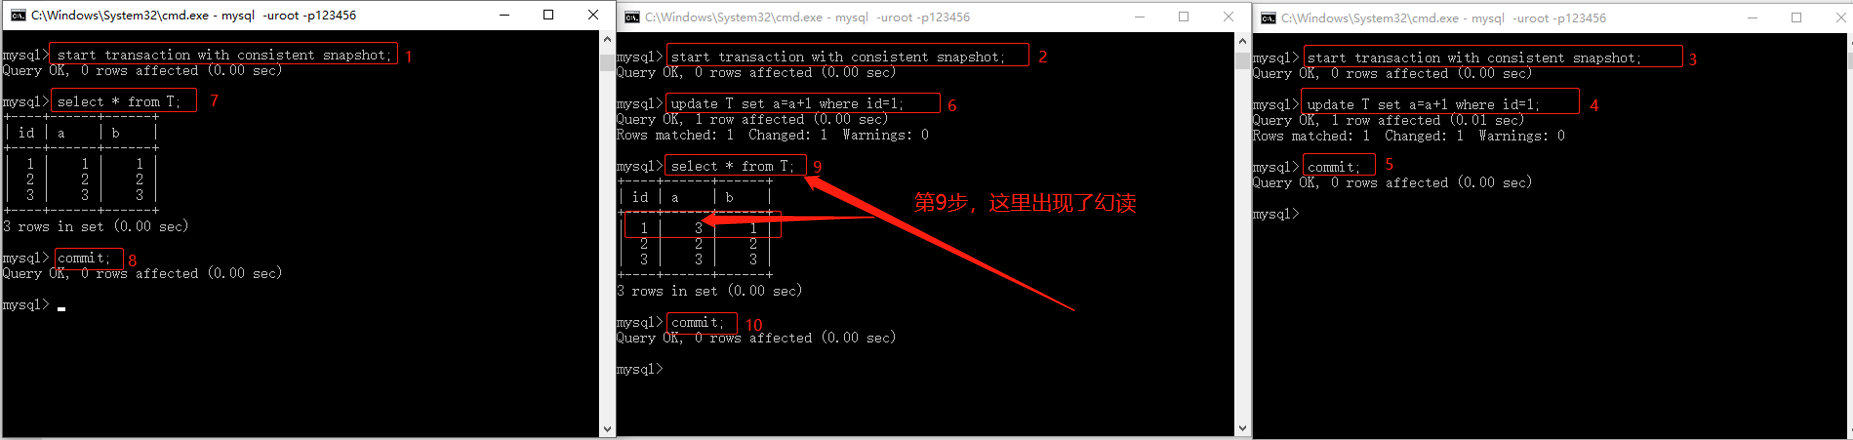 C:\Windows\System32\cmd.exe - mysql  -uroot -p123456
mysql> start transaction with consistent snapshot; 1
Query OK, 0 rows affected (0.00 sec)
mysql> select * from T; 7
+----+------+------+
| id | a    | b    |
+----+------+------+
|  1 |    1 |    1 |
|  2 |    2 |    2 |
|  3 |    3 |    3 |
+----+------+------+
3 rows in set (0.00 sec)
mysql> commit; 8
Query OK, 0 rows affected (0.00 sec)
mysql>
C:\Windows\System32\cmd.exe - mysql  -uroot -p123456
mysql> start transaction with consistent snapshot; 2
Query OK, 0 rows affected (0.00 sec)
mysql> update T set a=a+1 where id=1; 6
Query OK, 1 row affected (0.00 sec)
Rows matched: 1  Changed: 1  Warnings: 0
mysql> select * from T; 9
+----+------+------+
| id | a    | b    |
+----+------+------+
|  1 |    3 |    1 |
|  2 |    2 |    2 |
|  3 |    3 |    3 |
+----+------+------+
3 rows in set (0.00 sec)
第9步，这里出现了幻读
mysql> commit; 10
Query OK, 0 rows affected (0.00 sec)
mysql>
C:\Windows\System32\cmd.exe - mysql  -uroot -p123456
mysql> start transaction with consistent snapshot; 3
Query OK, 0 rows affected (0.00 sec)
mysql> update T set a=a+1 where id=1; 4
Query OK, 1 row affected (0.01 sec)
Rows matched: 1  Changed: 1  Warnings: 0
mysql> commit; 5
Query OK, 0 rows affected (0.00 sec)
mysql>